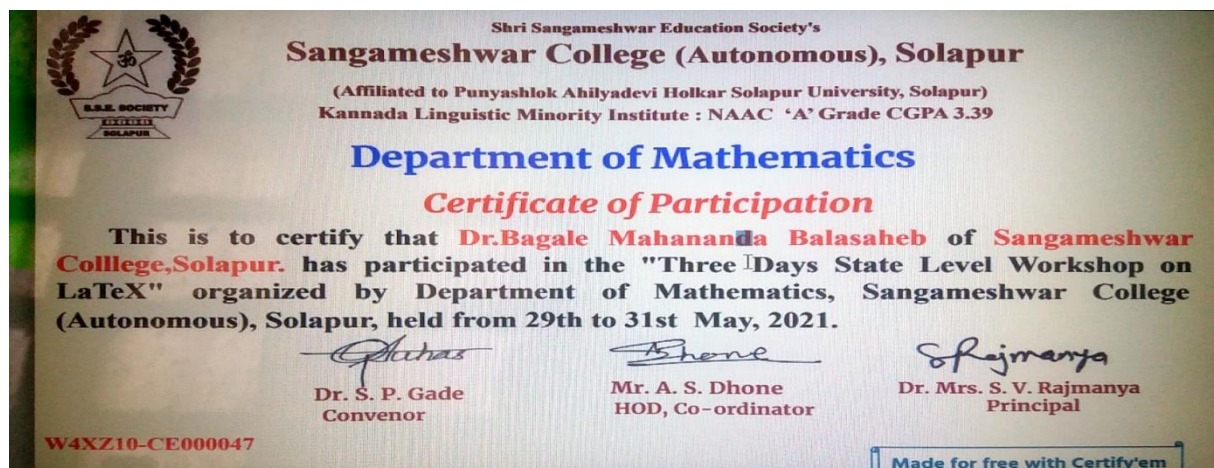 Shri Sangameshwar Education Society's
Sangameshwar College (Autonomous), Solapur
(Affiliated to Punyashlok Ahilyadevi Holkar Solapur University, Solapur)
Kannada Linguistic Minority Institute : NAAC 'A' Grade CGPA 3.39
ॐ
S.S.E. SOCIETY
SOLAPUR
Department of Mathematics
Certificate of Participation
This is to certify that Dr.Bagale Mahananda Balasaheb of Sangameshwar
Colllege,Solapur. has participated in the "Three Days State Level Workshop on
LaTeX" organized by Department of Mathematics, Sangameshwar College
(Autonomous), Solapur, held from 29th to 31st May, 2021.
Dhone
SRajmanya
Dr. S. P. Gade
Mr. A. S. Dhone
Dr. Mrs. S. V. Rajmanya
Convenor
HOD, Co-ordinator
Principal
W4XZ10-CE000047
Made for free with Certify'em